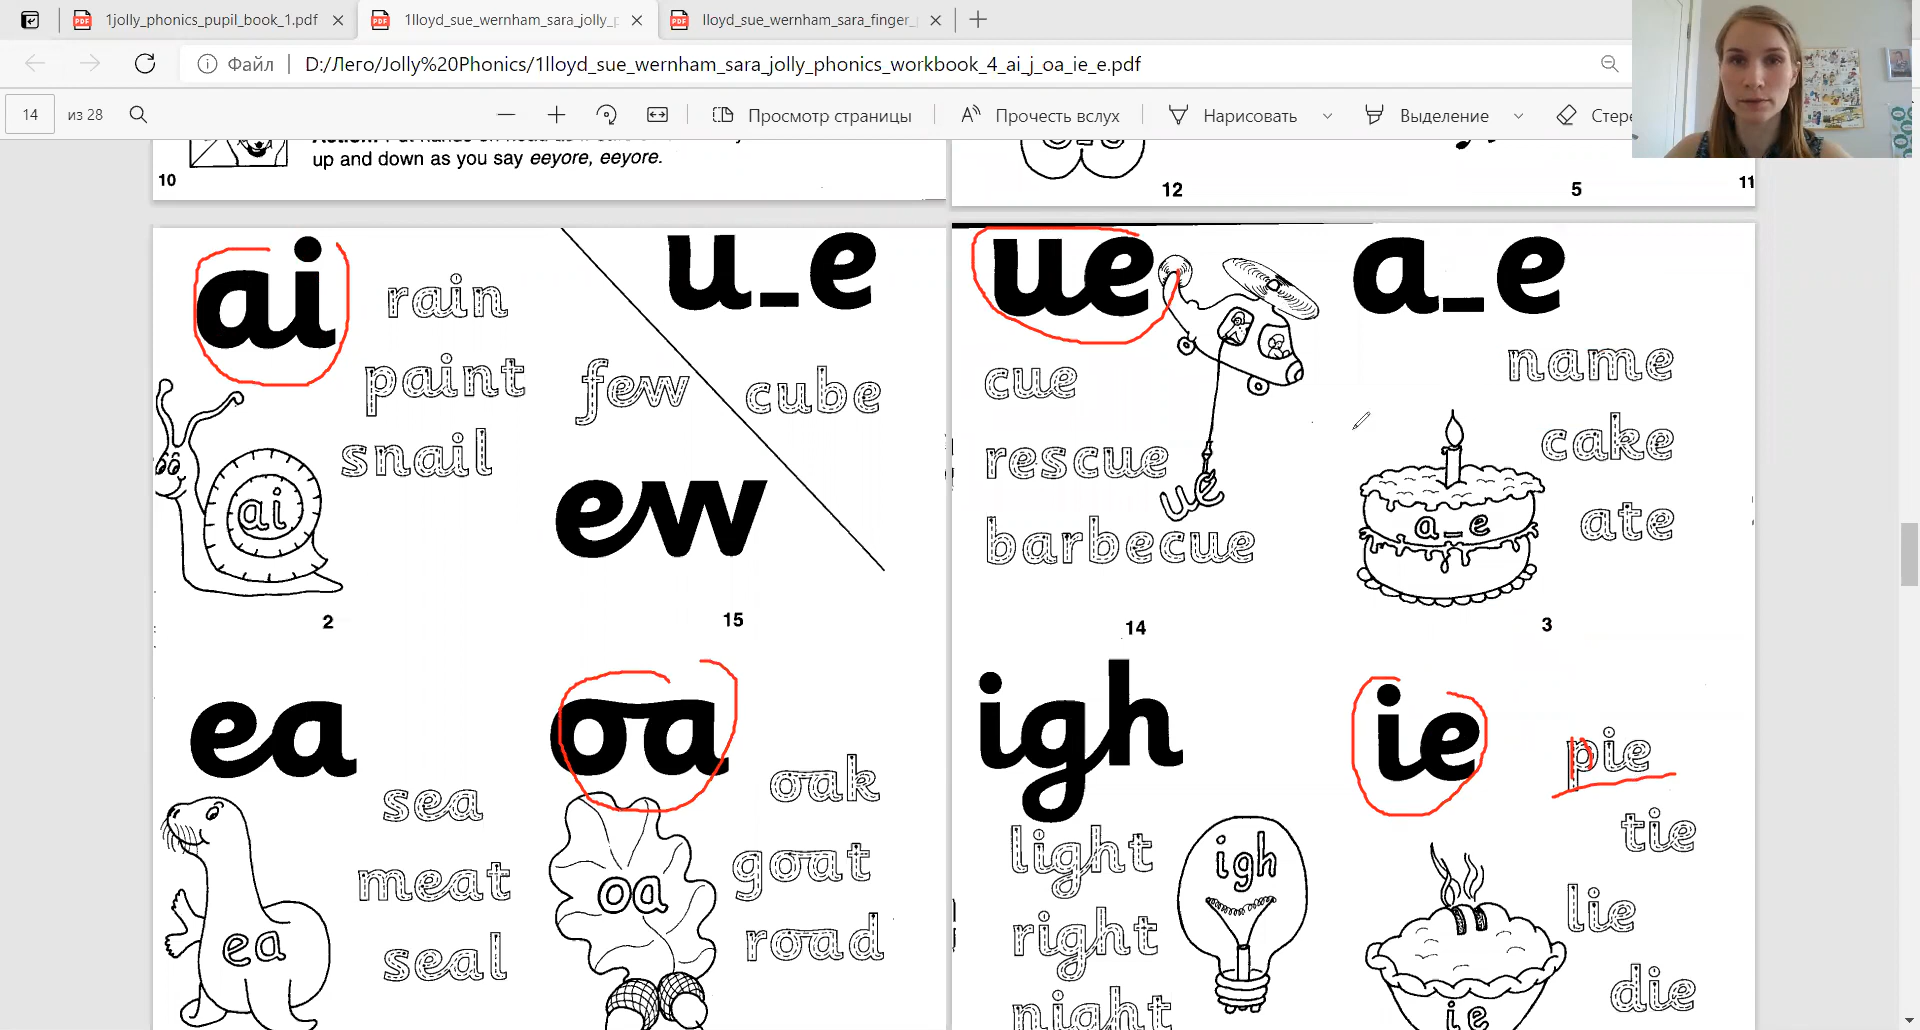 1jolly_phonics_pupil_book_1.pdf
1lloyd_sue_wernham_sara_jolly_p
lloyd_sue_wernham_sara_finger_
Файл
D:/Лего/Jolly%20Phonics/1lloyd_sue_wernham_sara_jolly_phonics_workbook_4_ai_j_oa_ie_e.pdf
14 из 28
Просмотр страницы
Прочесть вслух
Нарисовать
Выделение
up and down as you say eeyore, eeyore.
10
12
5
11
ai
rain
paint
snail
ai
2
u_e
few
cube
ew
15
ue
cue
rescue
barbecue
ue
14
a_e
name
cake
ate
a_e
3
ea
sea
meat
seal
ea
oa
oak
goat
road
oa
igh
light
right
night
igh
ie
pie
tie
lie
die
ie